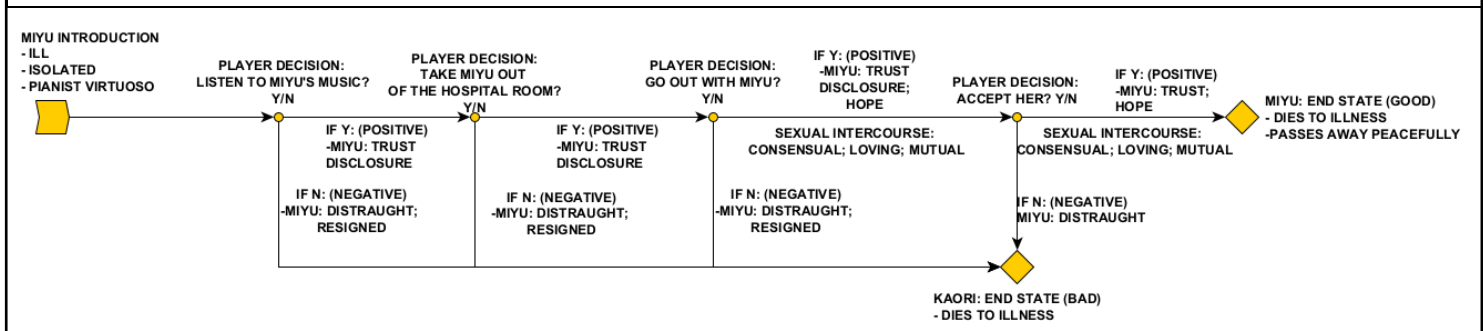 MIYU INTRODUCTION
- ILL
- ISOLATED
- PIANIST VIRTUOSO
PLAYER DECISION:
LISTEN TO MIYU'S MUSIC?
Y/N
IF Y: (POSITIVE)
-MIYU: TRUST
DISCLOSURE
IF N: (NEGATIVE)
-MIYU: DISTRAUGHT;
RESIGNED
PLAYER DECISION:
TAKE MIYU OUT
OF THE HOSPITAL ROOM?
Y/N
IF Y: (POSITIVE)
-MIYU: TRUST
DISCLOSURE
IF N: (NEGATIVE)
-MIYU: DISTRAUGHT;
RESIGNED
PLAYER DECISION:
GO OUT WITH MIYU?
Y/N
IF Y: (POSITIVE)
-MIYU: TRUST
DISCLOSURE;
HOPE
SEXUAL INTERCOURSE:
CONSENSUAL; LOVING; MUTUAL
IF N: (NEGATIVE)
-MIYU: DISTRAUGHT;
RESIGNED
PLAYER DECISION:
ACCEPT HER? Y/N
IF Y: (POSITIVE)
-MIYU: TRUST;
HOPE
SEXUAL INTERCOURSE:
CONSENSUAL; LOVING; MUTUAL
IF N: (NEGATIVE)
MIYU: DISTRAUGHT
MIYU: END STATE (GOOD)
- DIES TO ILLNESS
-PASSES AWAY PEACEFULLY
KAORI: END STATE (BAD)
- DIES TO ILLNESS